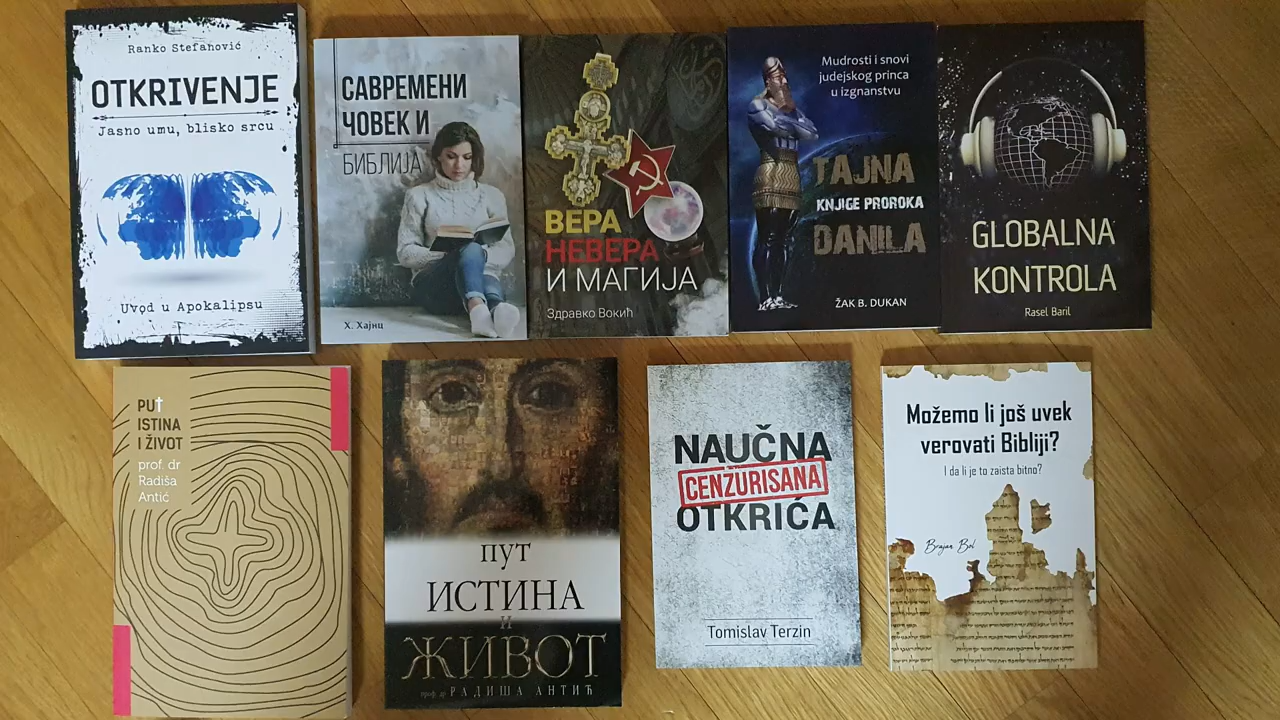 Ranko Stefanović
OTKRIVENJE
Jasno umu, blisko srcu
Uvod u Apokalipsu
САВРЕМЕНИ
ЧОВЕК И
БИБЛИЈА
Х. Хајнц
ВЕРА
НЕВЕРА
И МАГИЈА
Здравко Вокић
Mudrosti i snovi
judejskog princa
u izgnanstvu
TAJNA
KNJIGE PROROKA
DANILA
ŽAK B. DUKAN
GLOBALNA
KONTROLA
Rasel Baril
PUT
ISTINA
I ŽIVOT
prof. dr
Radiša
Antić
ПУТ
ИСТИНА
И
ЖИВОТ
проф. др РАДИША АНТИЋ
NAUČNA
CENZURISANA
OTKRIĆA
Tomislav Terzin
Možemo li još uvek
verovati Bibliji?
I da li je to zaista bitno?
Brajan Bol